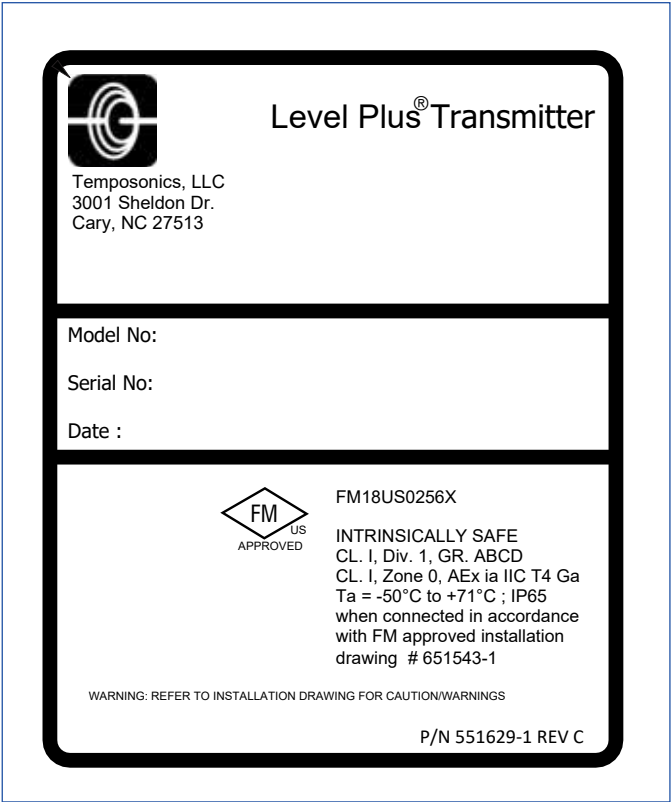 Level Plus® Transmitter
Temposonics, LLC
3001 Sheldon Dr.
Cary, NC 27513
Model No:
Serial No:
Date :
FM
US
APPROVED
FM18US0256X
INTRINSICALLY SAFE
CL. I, Div. 1, GR. ABCD
CL. I, Zone 0, AEx ia IIC T4 Ga
Ta = -50°C to +71°C ; IP65
when connected in accordance
with FM approved installation
drawing # 651543-1
WARNING: REFER TO INSTALLATION DRAWING FOR CAUTION/WARNINGS
P/N 551629-1 REV C